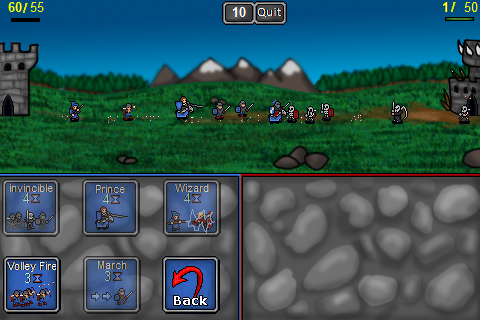 60/55
10
Quit
1/ 50
invincible
4
Prince
4
Wizard
4
Volley Fire
3
March
3
Back